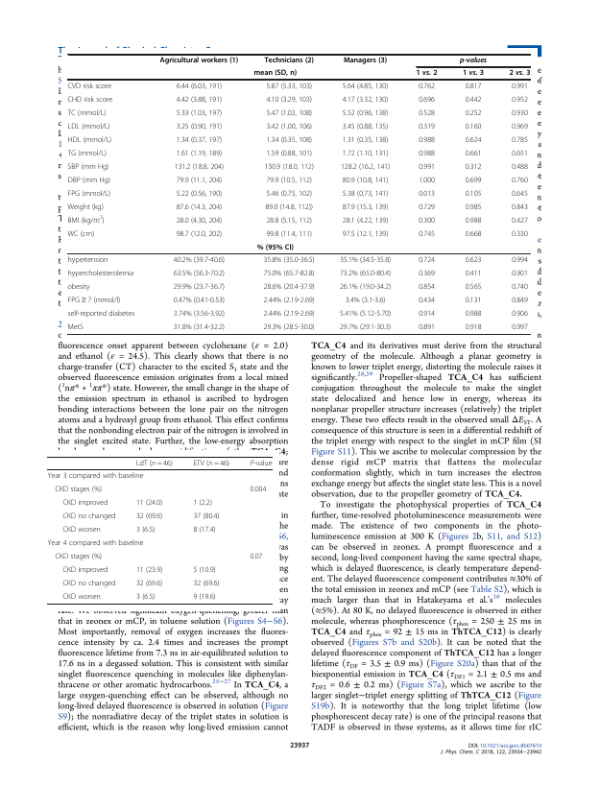 Agricultural workers (1) Technicians (2) Managers (3) p-values
mean (SD, n) 1 vs. 2 1 vs. 3 2 vs. 3
CVD risk score 6.44 (6.03, 191) 5.87 (5.33, 103) 5.64 (4.85, 130) 0.762 0.817 0.991
CHD risk score 4.42 (3.88, 191) 4.10 (3.29, 103) 4.17 (3.32, 130) 0.696 0.442 0.952
TC (mmol/L) 5.33 (1.03, 197) 5.47 (1.02, 108) 5.52 (0.96, 138) 0.528 0.252 0.930
LDL (mmol/L) 3.25 (0.90, 191) 3.42 (1.00, 106) 3.45 (0.88, 135) 0.319 0.160 0.969
HDL (mmol/L) 1.34 (0.37, 197) 1.34 (0.35, 108) 1.31 (0.35, 138) 0.988 0.624 0.785
TG (mmol/L) 1.61 (1.19, 189) 1.59 (0.88, 101) 1.72 (1.10, 131) 0.988 0.661 0.651
SBP (mm Hg) 131.2 (18.8, 204) 130.9 (18.0, 112) 128.2 (16.2, 141) 0.991 0.312 0.488
DBP (mm Hg) 79.9 (11.1, 204) 79.9 (10.5, 112) 80.9 (10.8, 141) 1.000 0.699 0.760
FPG (mmol/L) 5.22 (0.56, 190) 5.46 (0.75, 102) 5.38 (0.73, 141) 0.013 0.105 0.645
Weight (kg) 87.6 (14.3, 204) 89.0 (14.8, 112)) 87.9 (15.3, 139) 0.729 0.985 0.843
BMI (kg/m²) 28.0 (4.30, 204) 28.8 (5.15, 112) 28.1 (4.22, 139) 0.300 0.988 0.427
WC (cm) 98.7 (12.0, 202) 99.8 (11.4, 111) 97.5 (12.1, 139) 0.745 0.668 0.330
% (95% CI)
hypertension 40.2% (39.7-40.6) 35.8% (35.0-36.5) 35.1% (34.5-35.8) 0.724 0.623 0.994
hypercholesterolemia 63.5% (56.3-70.2) 75.0% (65.7-82.8) 73.2% (65.0-80.4) 0.369 0.411 0.901
obesity 29.9% (23.7-36.7) 28.6% (20.4-37.9) 26.1% (19.0-34.2) 0.854 0.565 0.740
FPG ≥ 7 (mmol/l) 0.47% (0.41-0.53) 2.44% (2.19-2.69) 3.4% (3.1-3.6) 0.434 0.131 0.849
self-reported diabetes 3.74% (3.56-3.92) 2.44% (2.19-2.69) 5.41% (5.12-5.70) 0.914 0.988 0.906
MetS 31.8% (31.4-32.2) 29.3% (28.5-30.0) 29.7% (29.1-30.3) 0.891 0.918 0.997
fluorescence onset apparent between cyclohexane (ε = 2.0)
and ethanol (ε = 24.5). This clearly shows that there is no
charge-transfer (CT) character to the excited S₁ state and the
observed fluorescence emission originates from a local mixed
(¹nπ* + ¹ππ*) state. However, the small change in the shape of
the emission spectrum in ethanol is ascribed to hydrogen
bonding interactions between the lone pair on the nitrogen
atoms and a hydroxyl group from ethanol. This effect confirms
that the nonbonding electron pair of the nitrogen is involved in
the singlet excited state. Further, the low-energy absorption
LdT (n = 46) ETV (n = 46) P-value
Year 3 compared with baseline
CKD stages (%) 0.004
CKD improved 11 (24.0) 1 (2.2)
CKD no changed 32 (69.6) 37 (80.4)
CKD worsen 3 (6.5) 8 (17.4)
Year 4 compared with baseline
CKD stages (%) 0.07
CKD improved 11 (23.9) 5 (10.9)
CKD no changed 32 (69.6) 32 (69.6)
CKD worsen 3 (6.5) 9 (19.6)
that in zeonex or mCP, in toluene solution (Figures S4−S6).
Most importantly, removal of oxygen increases the fluores-
cence intensity by ca. 2.4 times and increases the prompt
fluorescence lifetime from 7.3 ns in air-equilibrated solution to
17.6 ns in a degassed solution. This is consistent with similar
singlet fluorescence quenching in molecules like diphenylan-
thracene or other aromatic hydrocarbons.²⁵⁻²⁷ In TCA_C4, a
large oxygen-quenching effect can be observed, although no
long-lived delayed fluorescence is observed in solution (Figure
S9); the nonradiative decay of the triplet states in solution is
efficient, which is the reason why long-lived emission cannot
TCA_C4 and its derivatives must derive from the structural
geometry of the molecule. Although a planar geometry is
known to lower triplet energy, distorting the molecule raises it
significantly.²⁸,²⁹ Propeller-shaped TCA_C4 has sufficient
conjugation throughout the molecule to make the singlet
state delocalized and hence low in energy, whereas its
nonplanar propeller structure increases (relatively) the triplet
energy. These two effects result in the observed small ΔE_ST. A
consequence of this structure is seen in a differential redshift of
the triplet energy with respect to the singlet in mCP film (SI
Figure S11). This we ascribe to molecular compression by the
dense rigid mCP matrix that flattens the molecular
conformation slightly, which in turn increases the electron
exchange energy but affects the singlet state less. This is a novel
observation, due to the propeller geometry of TCA_C4.
To investigate the photophysical properties of TCA_C4
further, time-resolved photoluminescence measurements were
made. The existence of two components in the photo-
luminescence emission at 300 K (Figures 2b, S11, and S12)
can be observed in zeonex. A prompt fluorescence and a
second, long-lived component having the same spectral shape,
which is delayed fluorescence, is clearly temperature depend-
ent. The delayed fluorescence component contributes ≈30% of
the total emission in zeonex and mCP (see Table S2), which is
much larger than that in Hatakeyama et al.'s¹⁶ molecules
(≈5%). At 80 K, no delayed fluorescence is observed in either
molecule, whereas phosphorescence (τ_phos = 250 ± 25 ms in
TCA_C4 and τ_phos = 92 ± 15 ms in ThTCA_C12) is clearly
observed (Figures S7b and S20b). It can be noted that the
delayed fluorescence component of ThTCA_C12 has a longer
lifetime (τ_DF = 3.5 ± 0.9 ms) (Figure S20a) than that of the
biexponential emission in TCA_C4 (τ_DF1 = 2.1 ± 0.5 ms and
τ_DF2 = 0.6 ± 0.2 ms) (Figure S7a), which we ascribe to the
larger singlet−triplet energy splitting of ThTCA_C12 (Figure
S19b). It is noteworthy that the long triplet lifetime (low
phosphorescent decay rate) is one of the principal reasons that
TADF is observed in these systems, as it allows time for rIC
23937
DOI: 10.1021/acs.jpcc.8b07610
J. Phys. Chem. C 2018, 122, 23934−23942